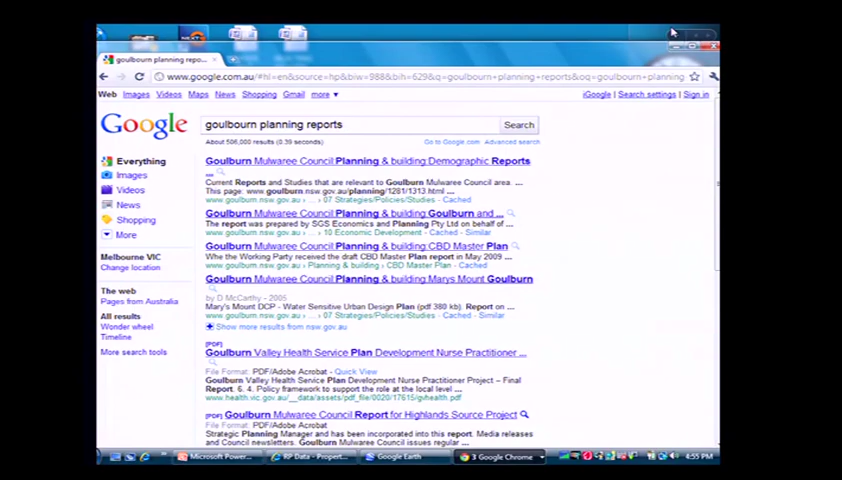 NEXT
goulbourn planning repo...
www.google.com.au/#hl=en&source=hp&biw=988&bih=629&q=goulbourn+planning+reports&oq=goulbourn+planning
Web Images Videos Maps News Shopping Gmail more ▼ iGoogle | Search settings | Sign in
Google
goulbourn planning reports Search
About 506,000 results (0.39 seconds) Go to Google.com Advanced search
Everything
Images
Videos
News
Shopping
More
Melbourne VIC
Change location
The web
Pages from Australia
All results
Wonder wheel
Timeline
More search tools
Goulburn Mulwaree Council Planning & building Demographic Reports
...
Current Reports and Studies that are relevant to Goulburn Mulwaree Council area. ...
This page: www.goulburn.nsw.gov.au/planning/1281/1313.html ...
www.goulburn.nsw.gov.au › ... › 07 Strategies/Policies/Studies - Cached
Goulburn Mulwaree Council Planning & building Goulburn and ...
The report was prepared by SGS Economics and Planning Pty Ltd on behalf of ...
www.goulburn.nsw.gov.au › ... › 10 Economic Development - Cached - Similar
Goulburn Mulwaree Council Planning & building CBD Master Plan
Whe the Working Party received the draft CBD Master Plan report in May 2009 ...
www.goulburn.nsw.gov.au › Planning & building › CBD Master Plan - Cached
Goulburn Mulwaree Council Planning & building Marys Mount Goulburn
by D McCarthy - 2005
Mary's Mount DCP - Water Sensitive Urban Design Plan (pdf 380 kb). Report on ...
www.goulburn.nsw.gov.au › ... › 07 Strategies/Policies/Studies - Cached - Similar
Show more results from nsw.gov.au
[PDF]
Goulburn Valley Health Service Plan Development Nurse Practitioner ...
File Format: PDF/Adobe Acrobat - Quick View
Goulburn Valley Health Service Plan Development Nurse Practitioner Project – Final
Report. 6. 4. Policy framework to support the role at the local level ...
www.health.vic.gov.au/__data/assets/pdf_file/0020/17615/gvhealth.pdf
[PDF] Goulburn Mulwaree Council Report for Highlands Source Project
File Format: PDF/Adobe Acrobat
Strategic Planning Manager and has been incorporated into this report. Media releases
and Council newsletters. Goulburn Mulwaree Council issues regular ...
Microsoft Power... RP Data - Propert... Google Earth 3 Google Chrome 4:55 PM